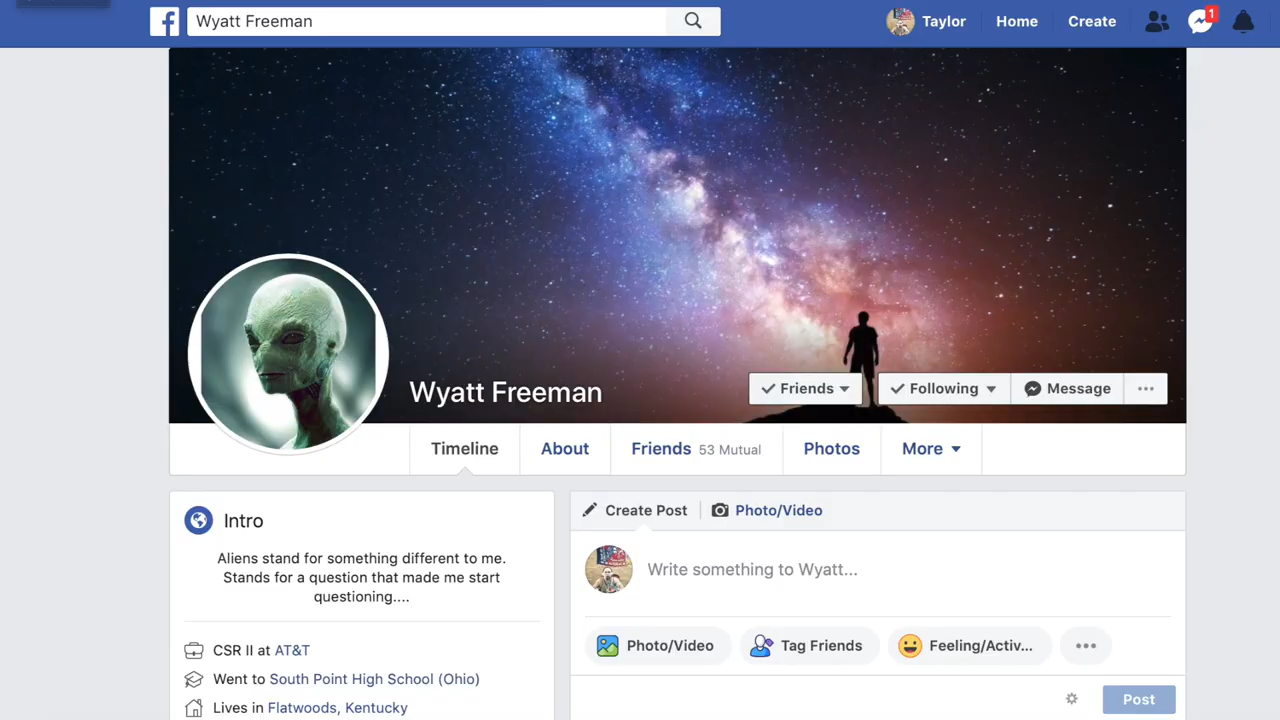 Wyatt Freeman
Taylor Home Create 1
Wyatt Freeman
Friends Following Message
Timeline About Friends 53 Mutual Photos More
Intro
Aliens stand for something different to me.
Stands for a question that made me start
questioning....
CSR II at AT&T
Went to South Point High School (Ohio)
Lives in Flatwoods, Kentucky
Create Post Photo/Video
Write something to Wyatt...
Photo/Video Tag Friends Feeling/Activ...
Post